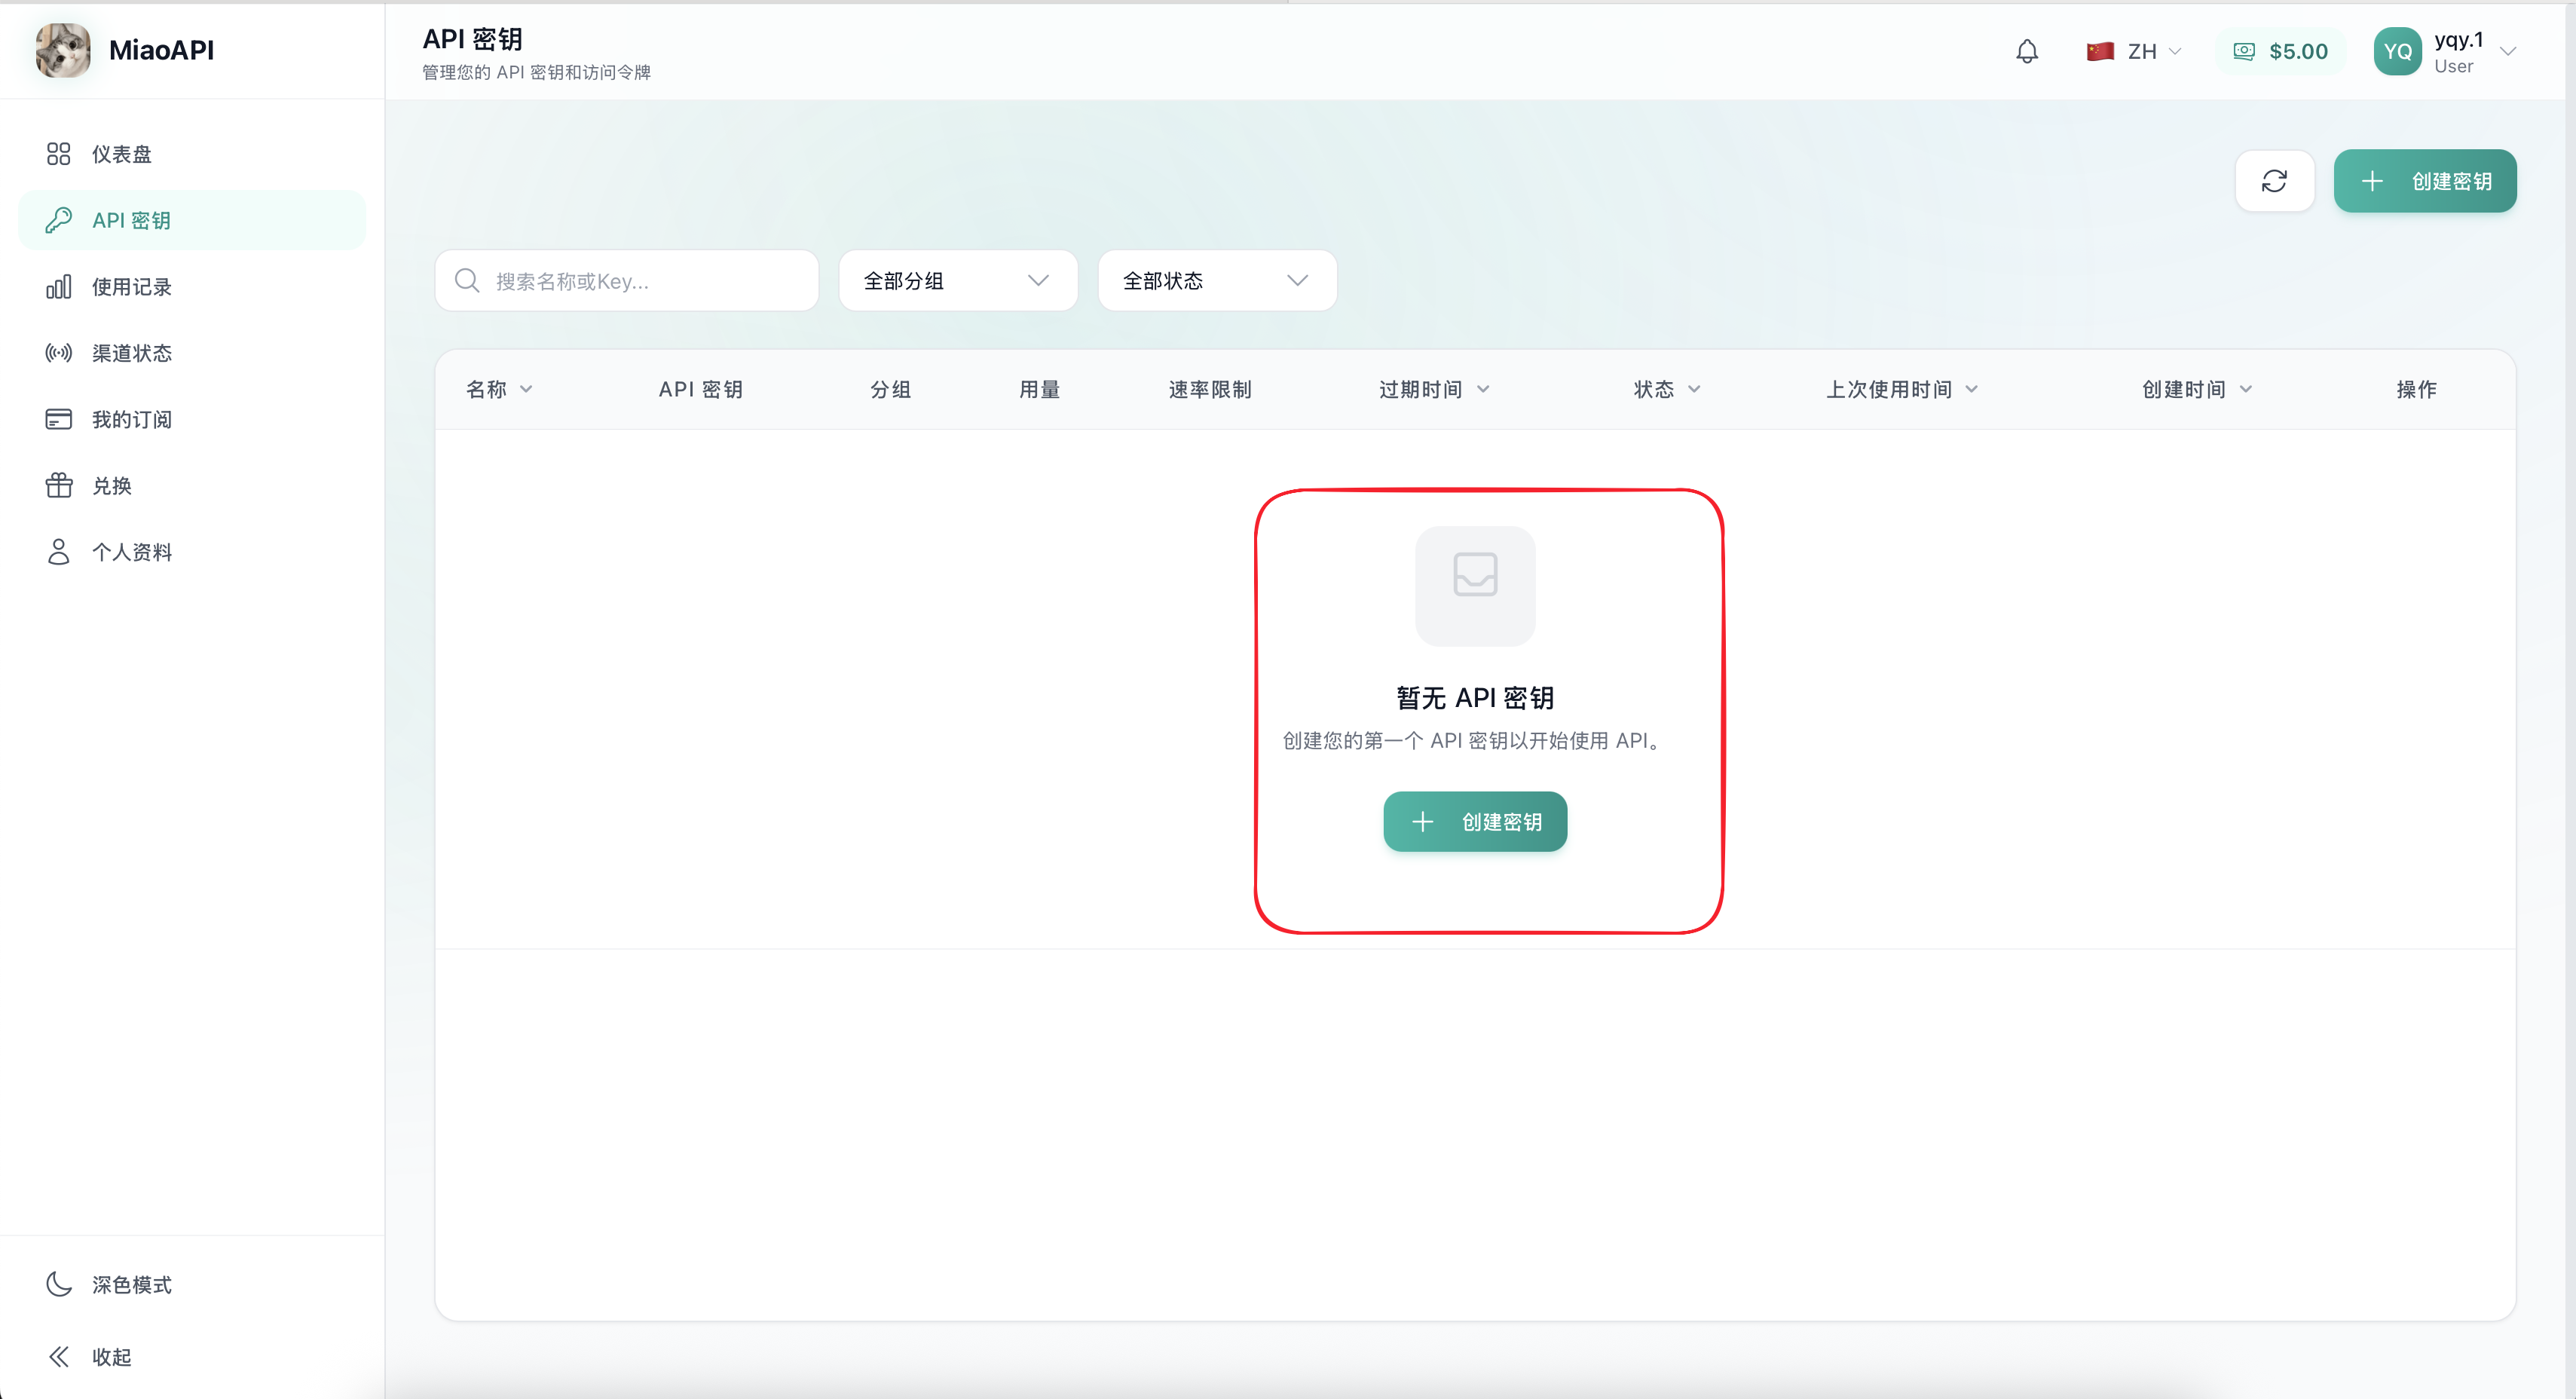 MiaoAPI
API 密钥
管理您的 API 密钥和访问令牌
ZH
$5.00
YQ
yqy.1
User
仪表盘
API 密钥
使用记录
渠道状态
我的订阅
兑换
个人资料
创建密钥
搜索名称或Key...
全部分组
全部状态
名称 API 密钥 分组 用量 速率限制 过期时间 状态 上次使用时间 创建时间 操作
暂无 API 密钥
创建您的第一个 API 密钥以开始使用 API。
创建密钥
深色模式
收起